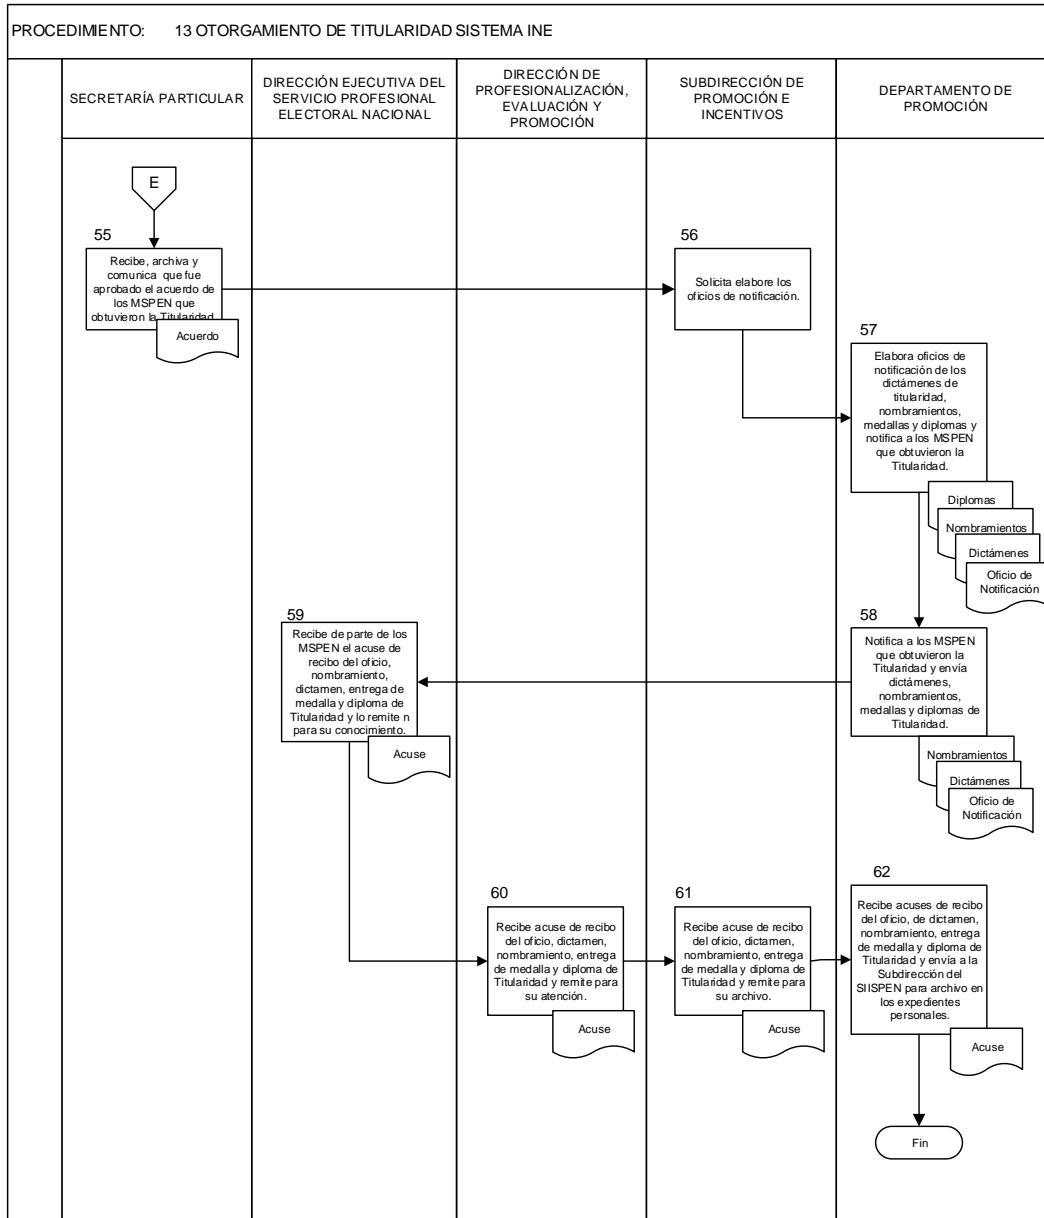 PROCEDIMIENTO: 13 OTORGAMIENTO DE TITULARIDAD SISTEMA INE
SECRETARÍA PARTICULAR
DIRECCIÓN EJECUTIVA DEL
SERVICIO PROFESIONAL
ELECTORAL NACIONAL
DIRECCIÓN DE
PROFESIONALIZACIÓN,
EVALUACIÓN Y
PROMOCIÓN
SUBDIRECCIÓN DE
PROMOCIÓN E
INCENTIVOS
DEPARTAMENTO DE
PROMOCIÓN
E
55
Recibe, archiva y
comunica que fue
aprobado el acuerdo de
los MSPEN que
obtuvieron la Titularidad
Acuerdo
56
Solicita elabore los
oficios de notificación.
57
Elabora oficios de
notificación de los
dictámenes de
titularidad,
nombramientos,
medallas y diplomas y
notifica a los MSPEN
que obtuvieron la
Titularidad.
Diplomas
Nombramientos
Dictámenes
Oficio de
Notificación
58
Notifica a los MSPEN
que obtuvieron la
Titularidad y envía
dictámenes,
nombramientos,
medallas y diplomas de
Titularidad.
Nombramientos
Dictámenes
Oficio de
Notificación
59
Recibe de parte de los
MSPEN el acuse de
recibo del oficio,
nombramiento,
dictamen, entrega de
medalla y diploma de
Titularidad y lo remite n
para su conocimiento.
Acuse
60
Recibe acuse de recibo
del oficio, dictamen,
nombramiento, entrega
de medalla y diploma de
Titularidad y remite para
su atención.
Acuse
61
Recibe acuse de recibo
del oficio, dictamen,
nombramiento, entrega
de medalla y diploma de
Titularidad y remite para
su archivo.
Acuse
62
Recibe acuses de recibo
del oficio, de dictamen,
nombramiento, entrega
de medalla y diploma de
Titularidad y envía a la
Subdirección del
SIISPEN para archivo en
los expedientes
personales.
Acuse
Fin